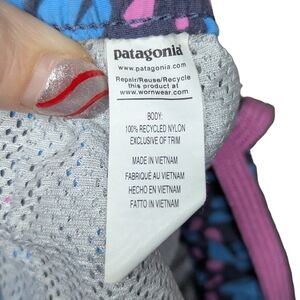 patagonia
www.patagonia.com
Repair/Reuse/Recycle
this product at
www.wornwear.com
BODY:
100% RECYCLED NYLON
EXCLUSIVE OF TRIM
MADE IN VIETNAM
FABRIQUÉ AU VIETNAM
HECHO EN VIETNAM
FATTO IN VIETNAM